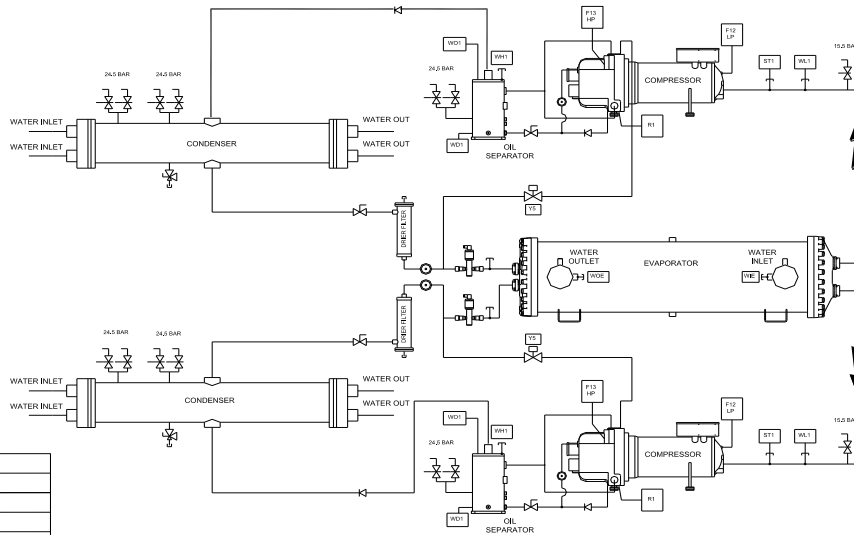 F13
HP
F12
LP
WD1
WH1
24,5 BAR
24,5 BAR
24,5 BAR
ST1
WL1
COMPRESSOR
WATER INLET
WATER OUT
WATER INLET
WATER OUT
CONDENSER
WD1
OIL
SEPARATOR
R1
DRIER FILTER
Y5
WATER
OUTLET
EVAPORATOR
WATER
INLET
WOE
WIE
DRIER FILTER
Y5
24,5 BAR
24,5 BAR
F13
HP
F12
LP
WATER INLET
WATER OUT
WATER INLET
WATER OUT
CONDENSER
WD1
WH1
24,5 BAR
ST1
WL1
COMPRESSOR
WD1
OIL
SEPARATOR
R1